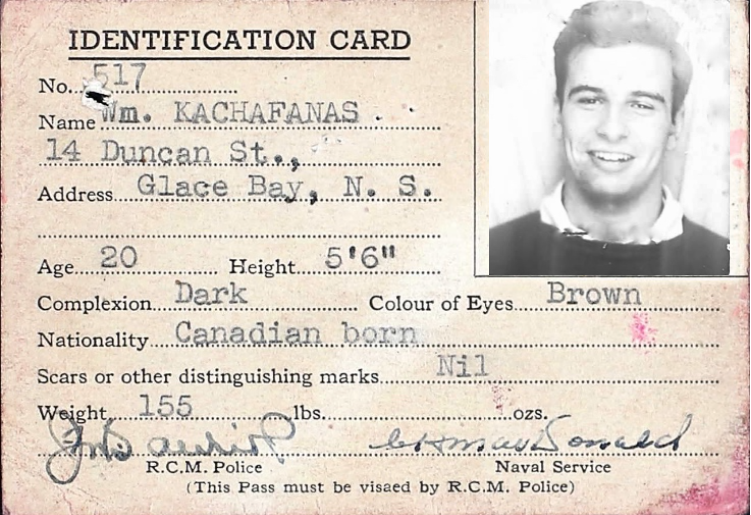 IDENTIFICATION CARD
No. 517
Name Wm. KACHAFANAS
14 Duncan St.,
Address Glace Bay, N. S.
Age 20 Height 5'6"
Complexion Dark Colour of Eyes Brown
Nationality Canadian born
Scars or other distinguishing marks Nil
Weight 155 lbs. ozs.
R.C.M. Police Naval Service
(This Pass must be visaed by R.C.M. Police)